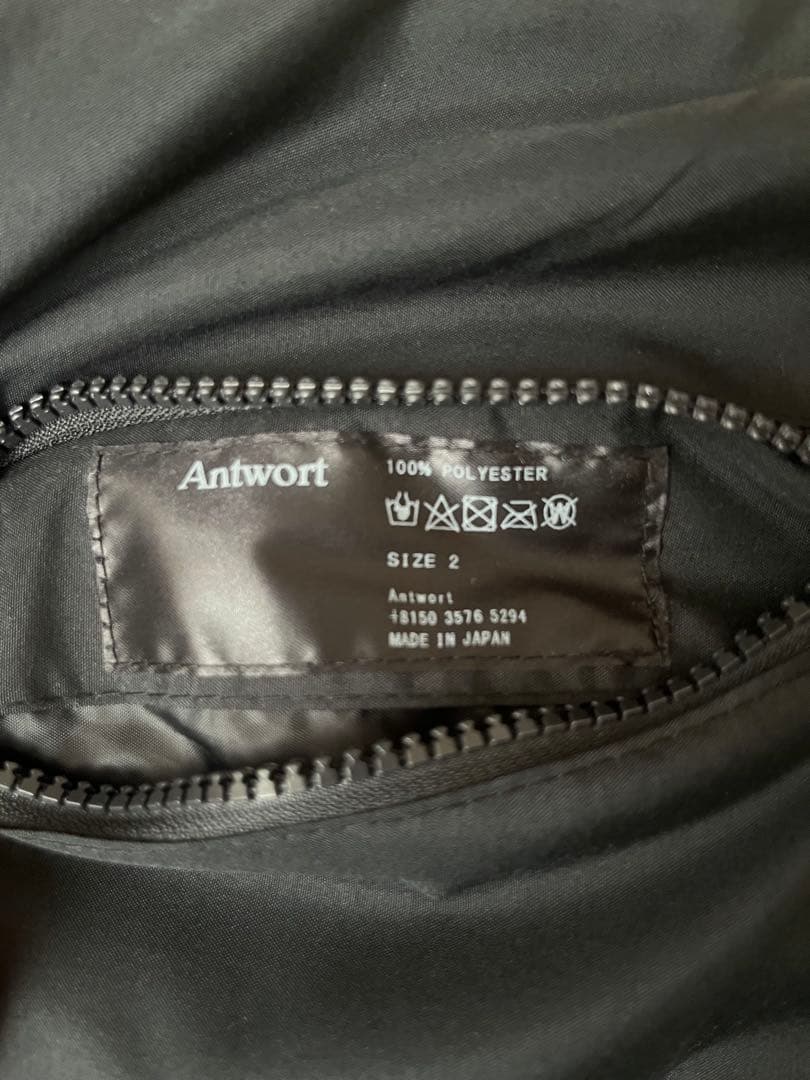 Antwort
100% POLYESTER
W
SIZE 2
Antwort
+8150 3576 5294
MADE IN JAPAN